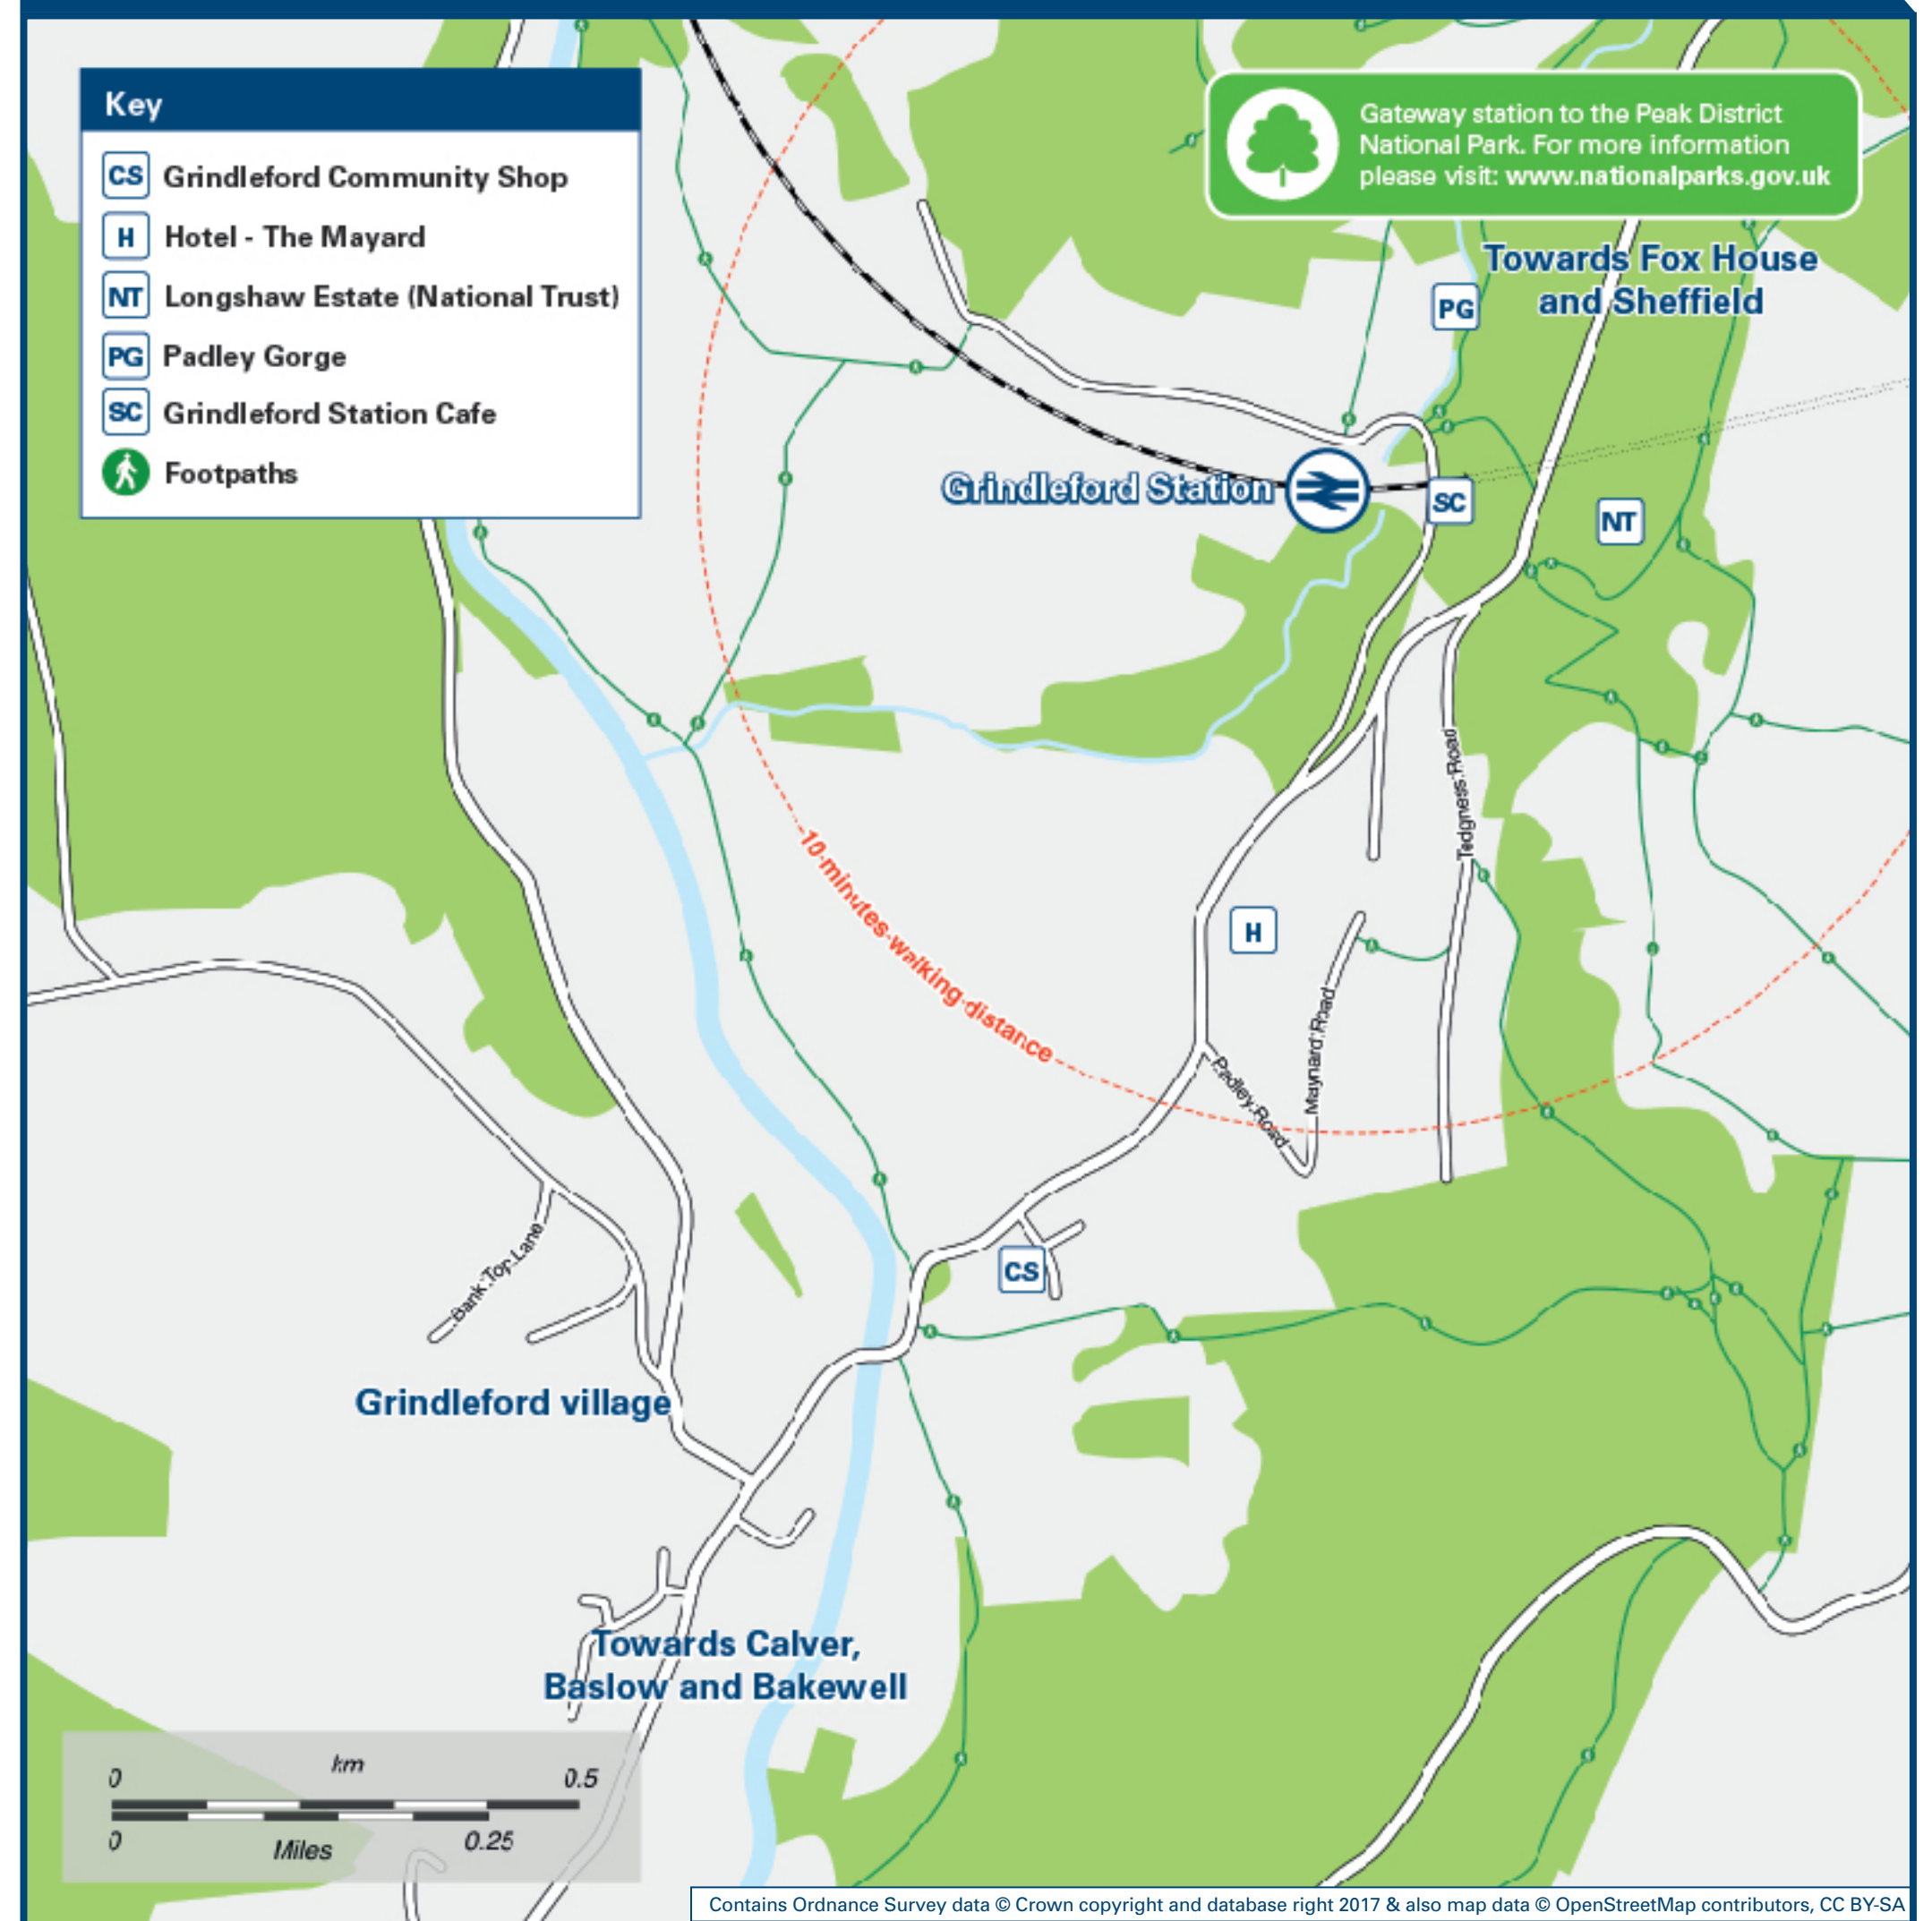 Key
CS Grindleford Community Shop
H Hotel - The Mayard
NT Longshaw Estate (National Trust)
PG Padley Gorge
SC Grindleford Station Cafe
Footpaths
Gateway station to the Peak District
National Park. For more information
please visit: www.nationalparks.gov.uk
Towards Fox House
and Sheffield
PG
Grindleford Station
SC
NT
Tedgness Road
10 minutes walking distance
H
Maynard Road
Padley Road
CS
Bank Top Lane
Grindleford village
Towards Calver,
Baslow and Bakewell
km
0 0.5
0 0.25
Miles
Contains Ordnance Survey data © Crown copyright and database right 2017 & also map data © OpenStreetMap contributors, CC BY-SA